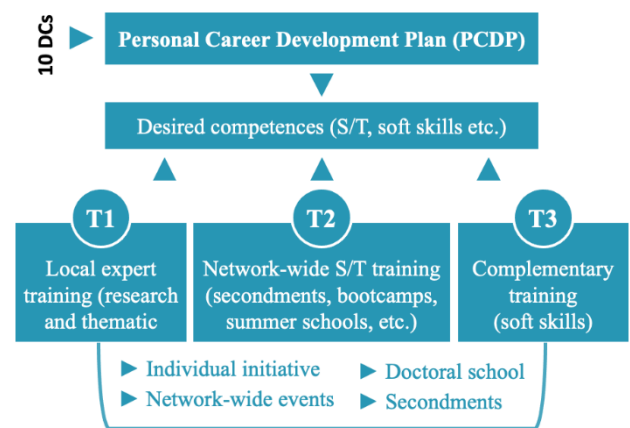 10 DCs
Personal Career Development Plan (PCDP)
Desired competences (S/T, soft skills etc.)
T1
T2
T3
Local expert
training (research
and thematic
Network-wide S/T training
(secondments, bootcamps,
summer schools, etc.)
Complementary
training
(soft skills)
Individual initiative
Network-wide events
Doctoral school
Secondments